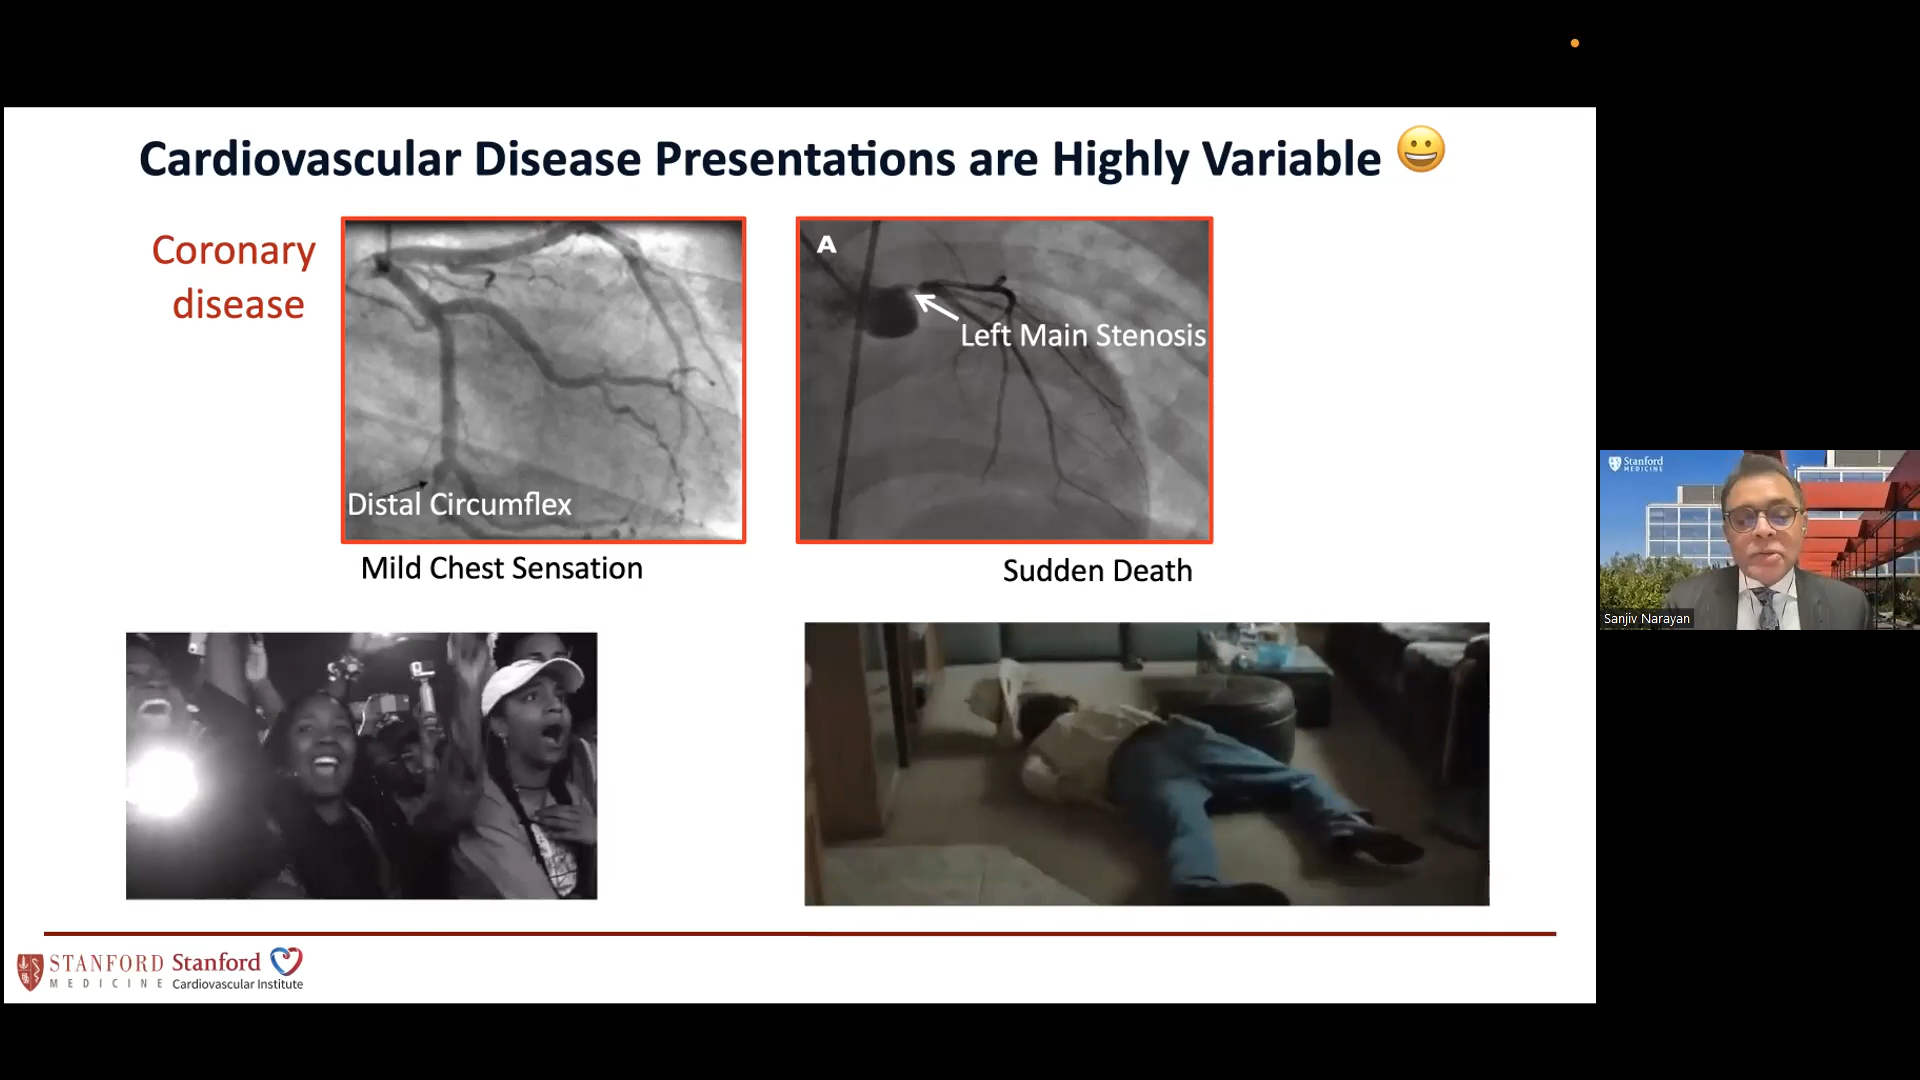 Cardiovascular Disease Presentations are Highly Variable 😀
Coronary
disease
Distal Circumflex
A
Left Main Stenosis
Mild Chest Sensation
Sudden Death
Stanford
MEDICINE
Sanjiv Narayan
STANFORD
MEDICINE
Stanford
Cardiovascular Institute